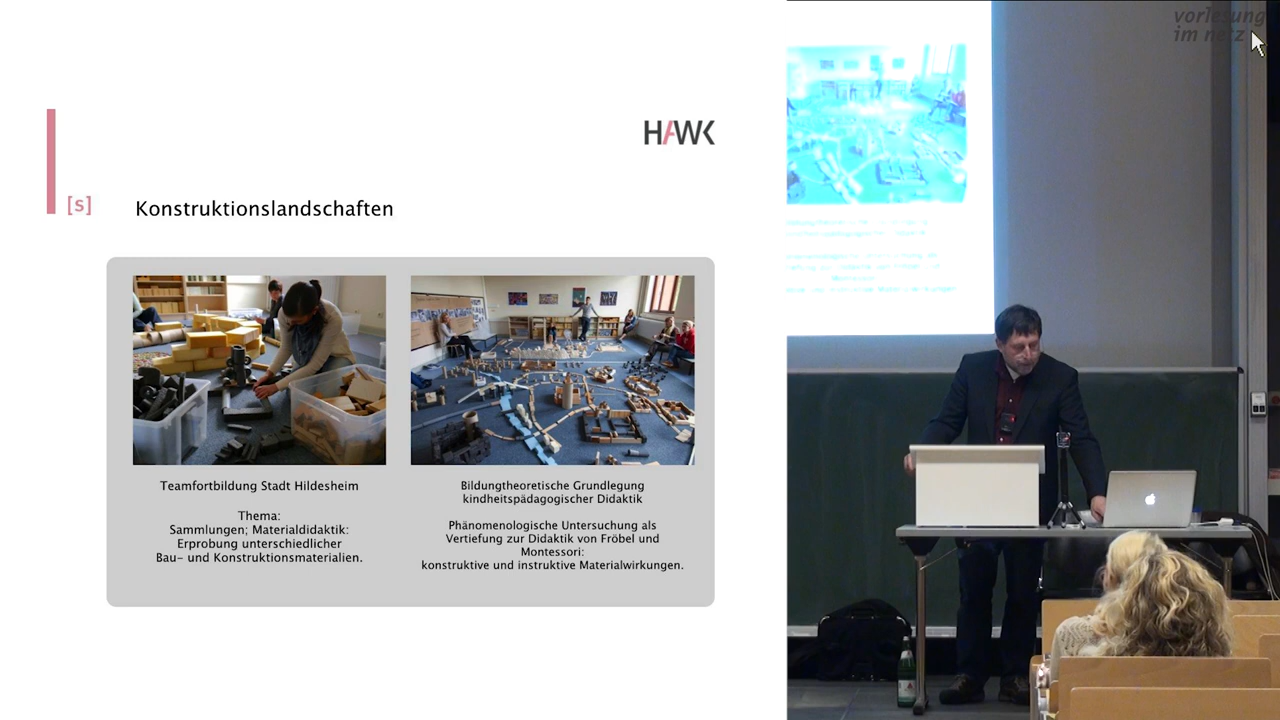 vorlesung
im netz
HAWK
[s]
Konstruktionslandschaften
Teamfortbildung Stadt Hildesheim
Thema:
Sammlungen; Materialdidaktik:
Erprobung unterschiedlicher
Bau- und Konstruktionsmaterialien.
Bildungtheoretische Grundlegung
kindheitspädagogischer Didaktik
Phänomenologische Untersuchung als
Vertiefung zur Didaktik von Fröbel und
Montessori:
konstruktive und instruktive Materialwirkungen.